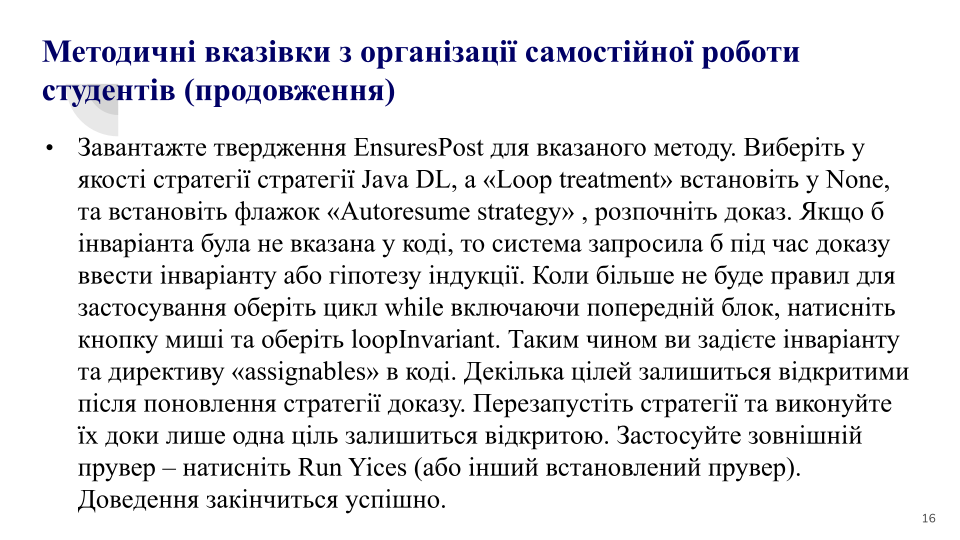 Методичні вказівки з організації самостійної роботи
студентів (продовження)
• Завантажте твердження EnsuresPost для вказаного методу. Виберіть у
якості стратегії стратегії Java DL, а «Loop treatment» встановіть у None,
та встановіть флажок «Autoresume strategy» , розпочніть доказ. Якщо б
інваріанта була не вказана у коді, то система запросила б під час доказу
ввести інваріанту або гіпотезу індукції. Коли більше не буде правил для
застосування оберіть цикл while включаючи попередній блок, натисніть
кнопку миші та оберіть loopInvariant. Таким чином ви задієте інваріанту
та директиву «assignables» в коді. Декілька цілей залишиться відкритими
після поновлення стратегії доказу. Перезапустіть стратегії та виконуйте
їх доки лише одна ціль залишиться відкритою. Застосуйте зовнішній
прувер – натисніть Run Yices (або інший встановлений прувер).
Доведення закінчиться успішно.
16